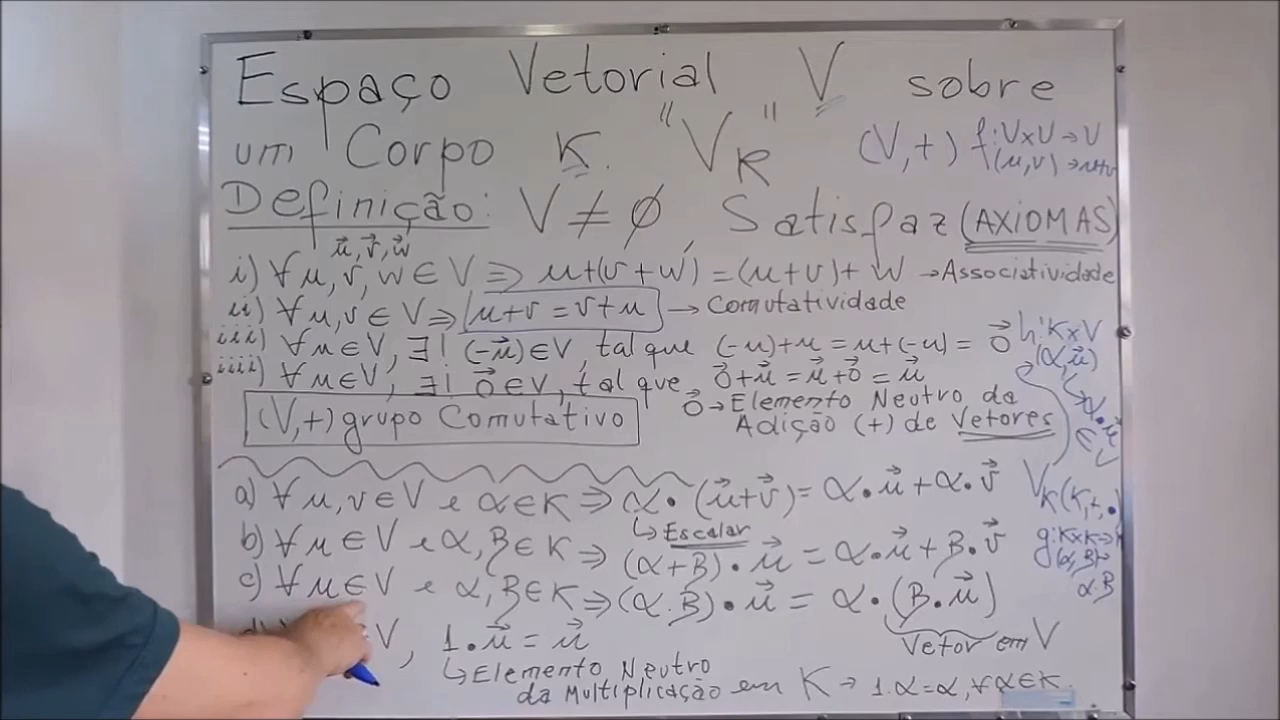 Espaço Vetorial V sobre
um Corpo K. "V_K" (V,+) f: V×V→V
(u,v)→u+v
Definição: V ≠ ∅, Satisfaz (AXIOMAS)
u⃗, v⃗, w⃗
i) ∀ u, v, w ∈ V ⇒ u+(v+w) = (u+v)+w → Associatividade
ii) ∀ u, v ∈ V ⇒ u+v = v+u → Comutatividade
iii) ∀ u ∈ V, ∃! (-u⃗) ∈ V, tal que (-u)+u = u+(-u) = 0⃗
iiii) ∀ u ∈ V, ∃! 0⃗ ∈ V, tal que 0⃗+u⃗ = u⃗+0⃗ = u⃗
0⃗ → Elemento Neutro da
Adição (+) de Vetores
(V,+) grupo Comutativo
h: K×V
(α,u⃗)
↳ α•u⃗
∈ V
a) ∀ u, v ∈ V e α ∈ K ⇒ α•(u⃗+v⃗) = α•u⃗ + α•v⃗
↳ Escalar
V_K (K,+,•)
b) ∀ u ∈ V e α, B ∈ K ⇒ (α+B)•u⃗ = α•u⃗ + B•v⃗
g: K×K→
(α,B)→
α.B
c) ∀ u ∈ V e α, B ∈ K ⇒ (α.B)•u⃗ = α•(B•u⃗)
Vetor em V
V, 1•u⃗ = u⃗
↳ Elemento Neutro
da Multiplicação em K → 1.α=α, ∀ α∈K